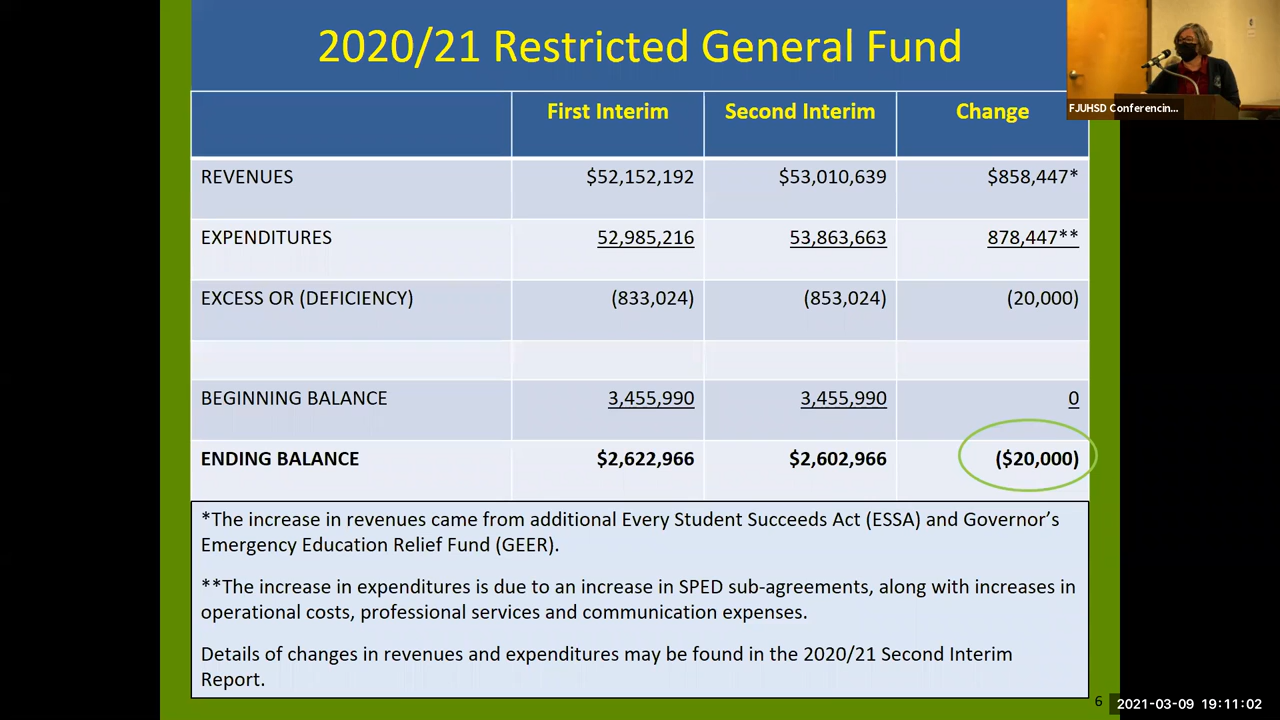 2020/21 Restricted General Fund
FJUHSD Conferencin...
First Interim Second Interim Change
REVENUES $52,152,192 $53,010,639 $858,447*
EXPENDITURES 52,985,216 53,863,663 878,447**
EXCESS OR (DEFICIENCY) (833,024) (853,024) (20,000)
BEGINNING BALANCE 3,455,990 3,455,990 0
ENDING BALANCE $2,622,966 $2,602,966 ($20,000)
*The increase in revenues came from additional Every Student Succeeds Act (ESSA) and Governor’s
Emergency Education Relief Fund (GEER).
**The increase in expenditures is due to an increase in SPED sub-agreements, along with increases in
operational costs, professional services and communication expenses.
Details of changes in revenues and expenditures may be found in the 2020/21 Second Interim
Report.
6
2021-03-09 19:11:02